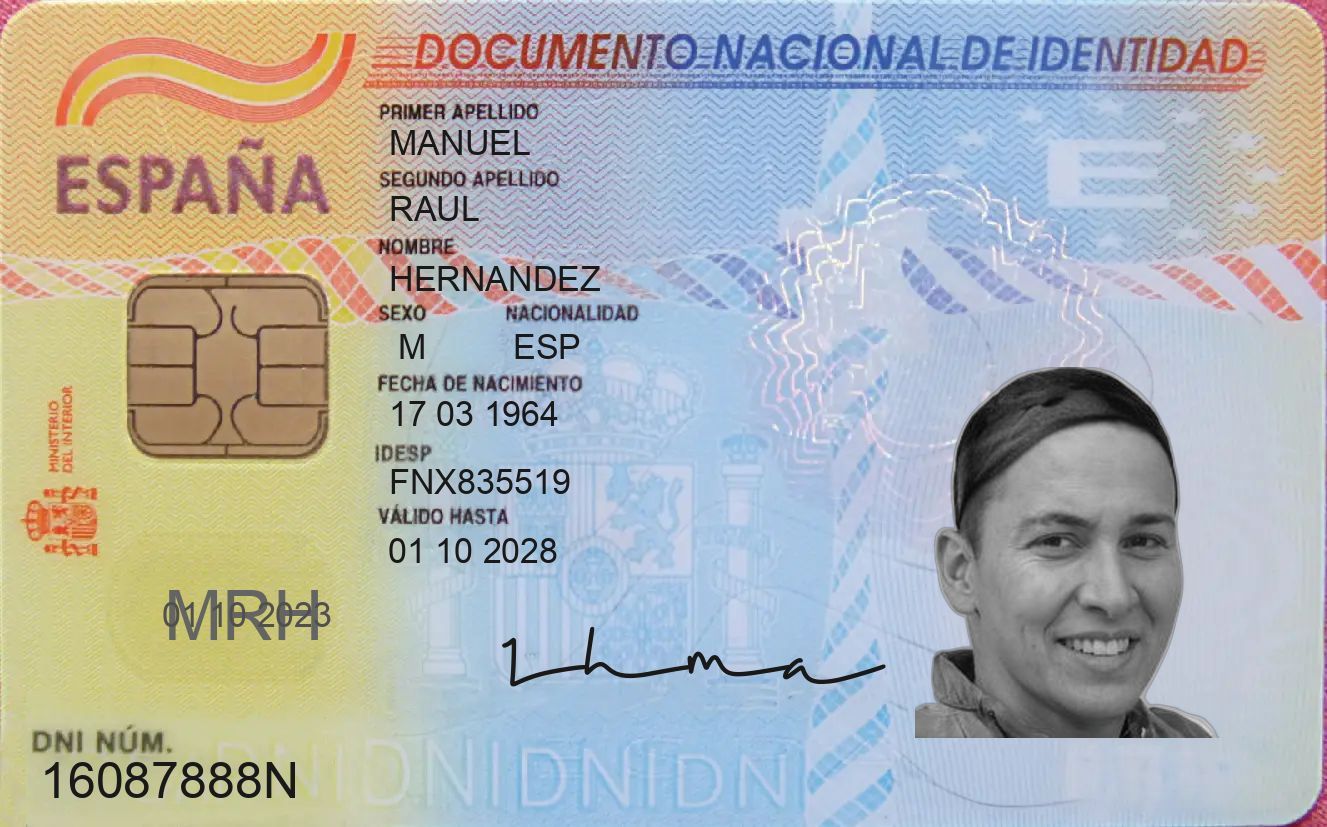 DOCUMENTO NACIONAL DE IDENTIDAD
ESPAÑA
PRIMER APELLIDO
MANUEL
SEGUNDO APELLIDO
RAUL
NOMBRE
HERNANDEZ
SEXO NACIONALIDAD
M ESP
FECHA DE NACIMIENTO
17 03 1964
IDESP
FNX835519
VÁLIDO HASTA
01 10 2028
MINISTERIO
DEL INTERIOR
E
MRH
01 10 2023
DNI NÚM.
16087888N
DNIDNIDNIDNI